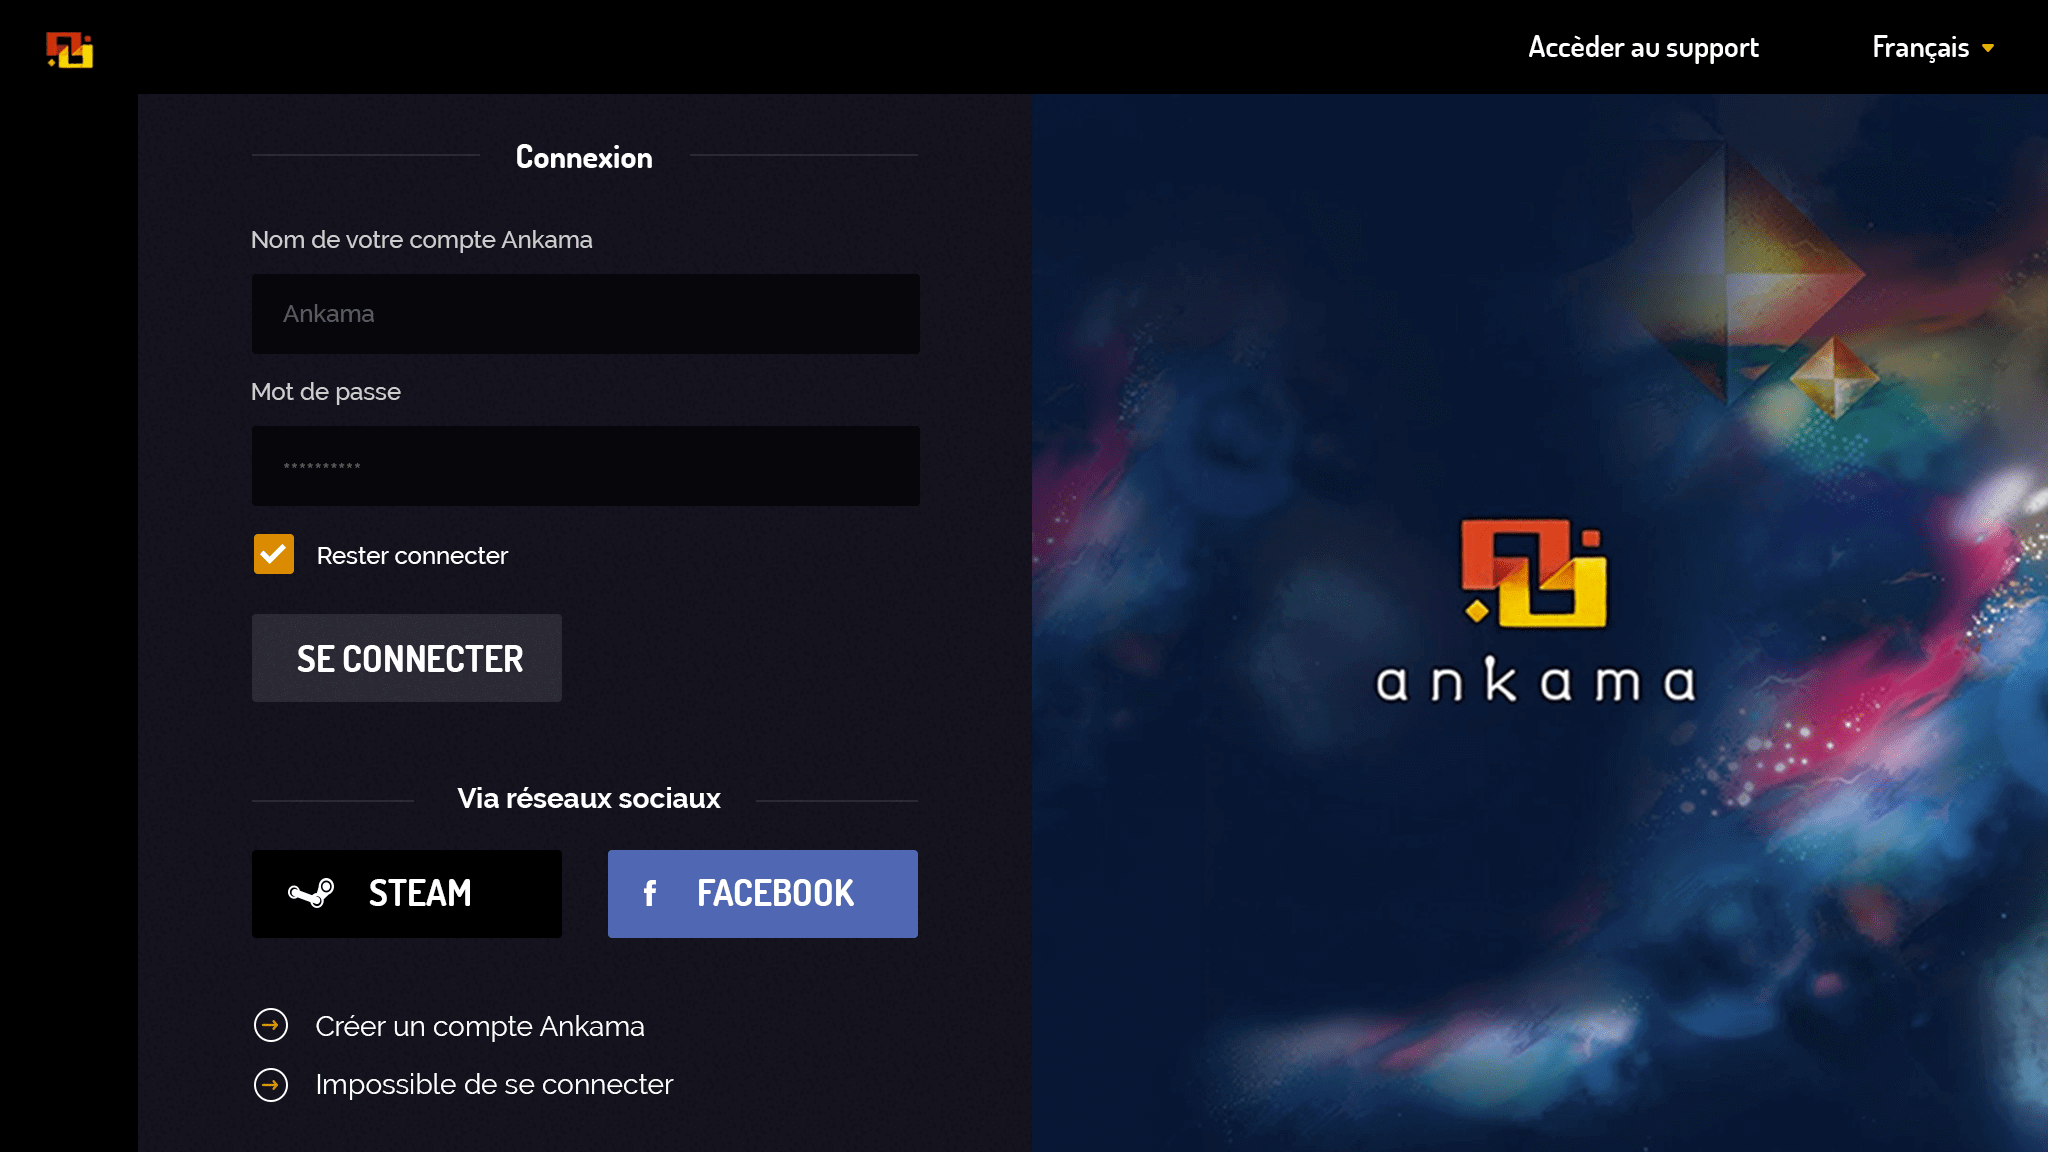 Accèder au support
Français
Connexion
Nom de votre compte Ankama
Ankama
Mot de passe
**********
Rester connecter
SE CONNECTER
Via réseaux sociaux
STEAM
f FACEBOOK
Créer un compte Ankama
Impossible de se connecter
ankama